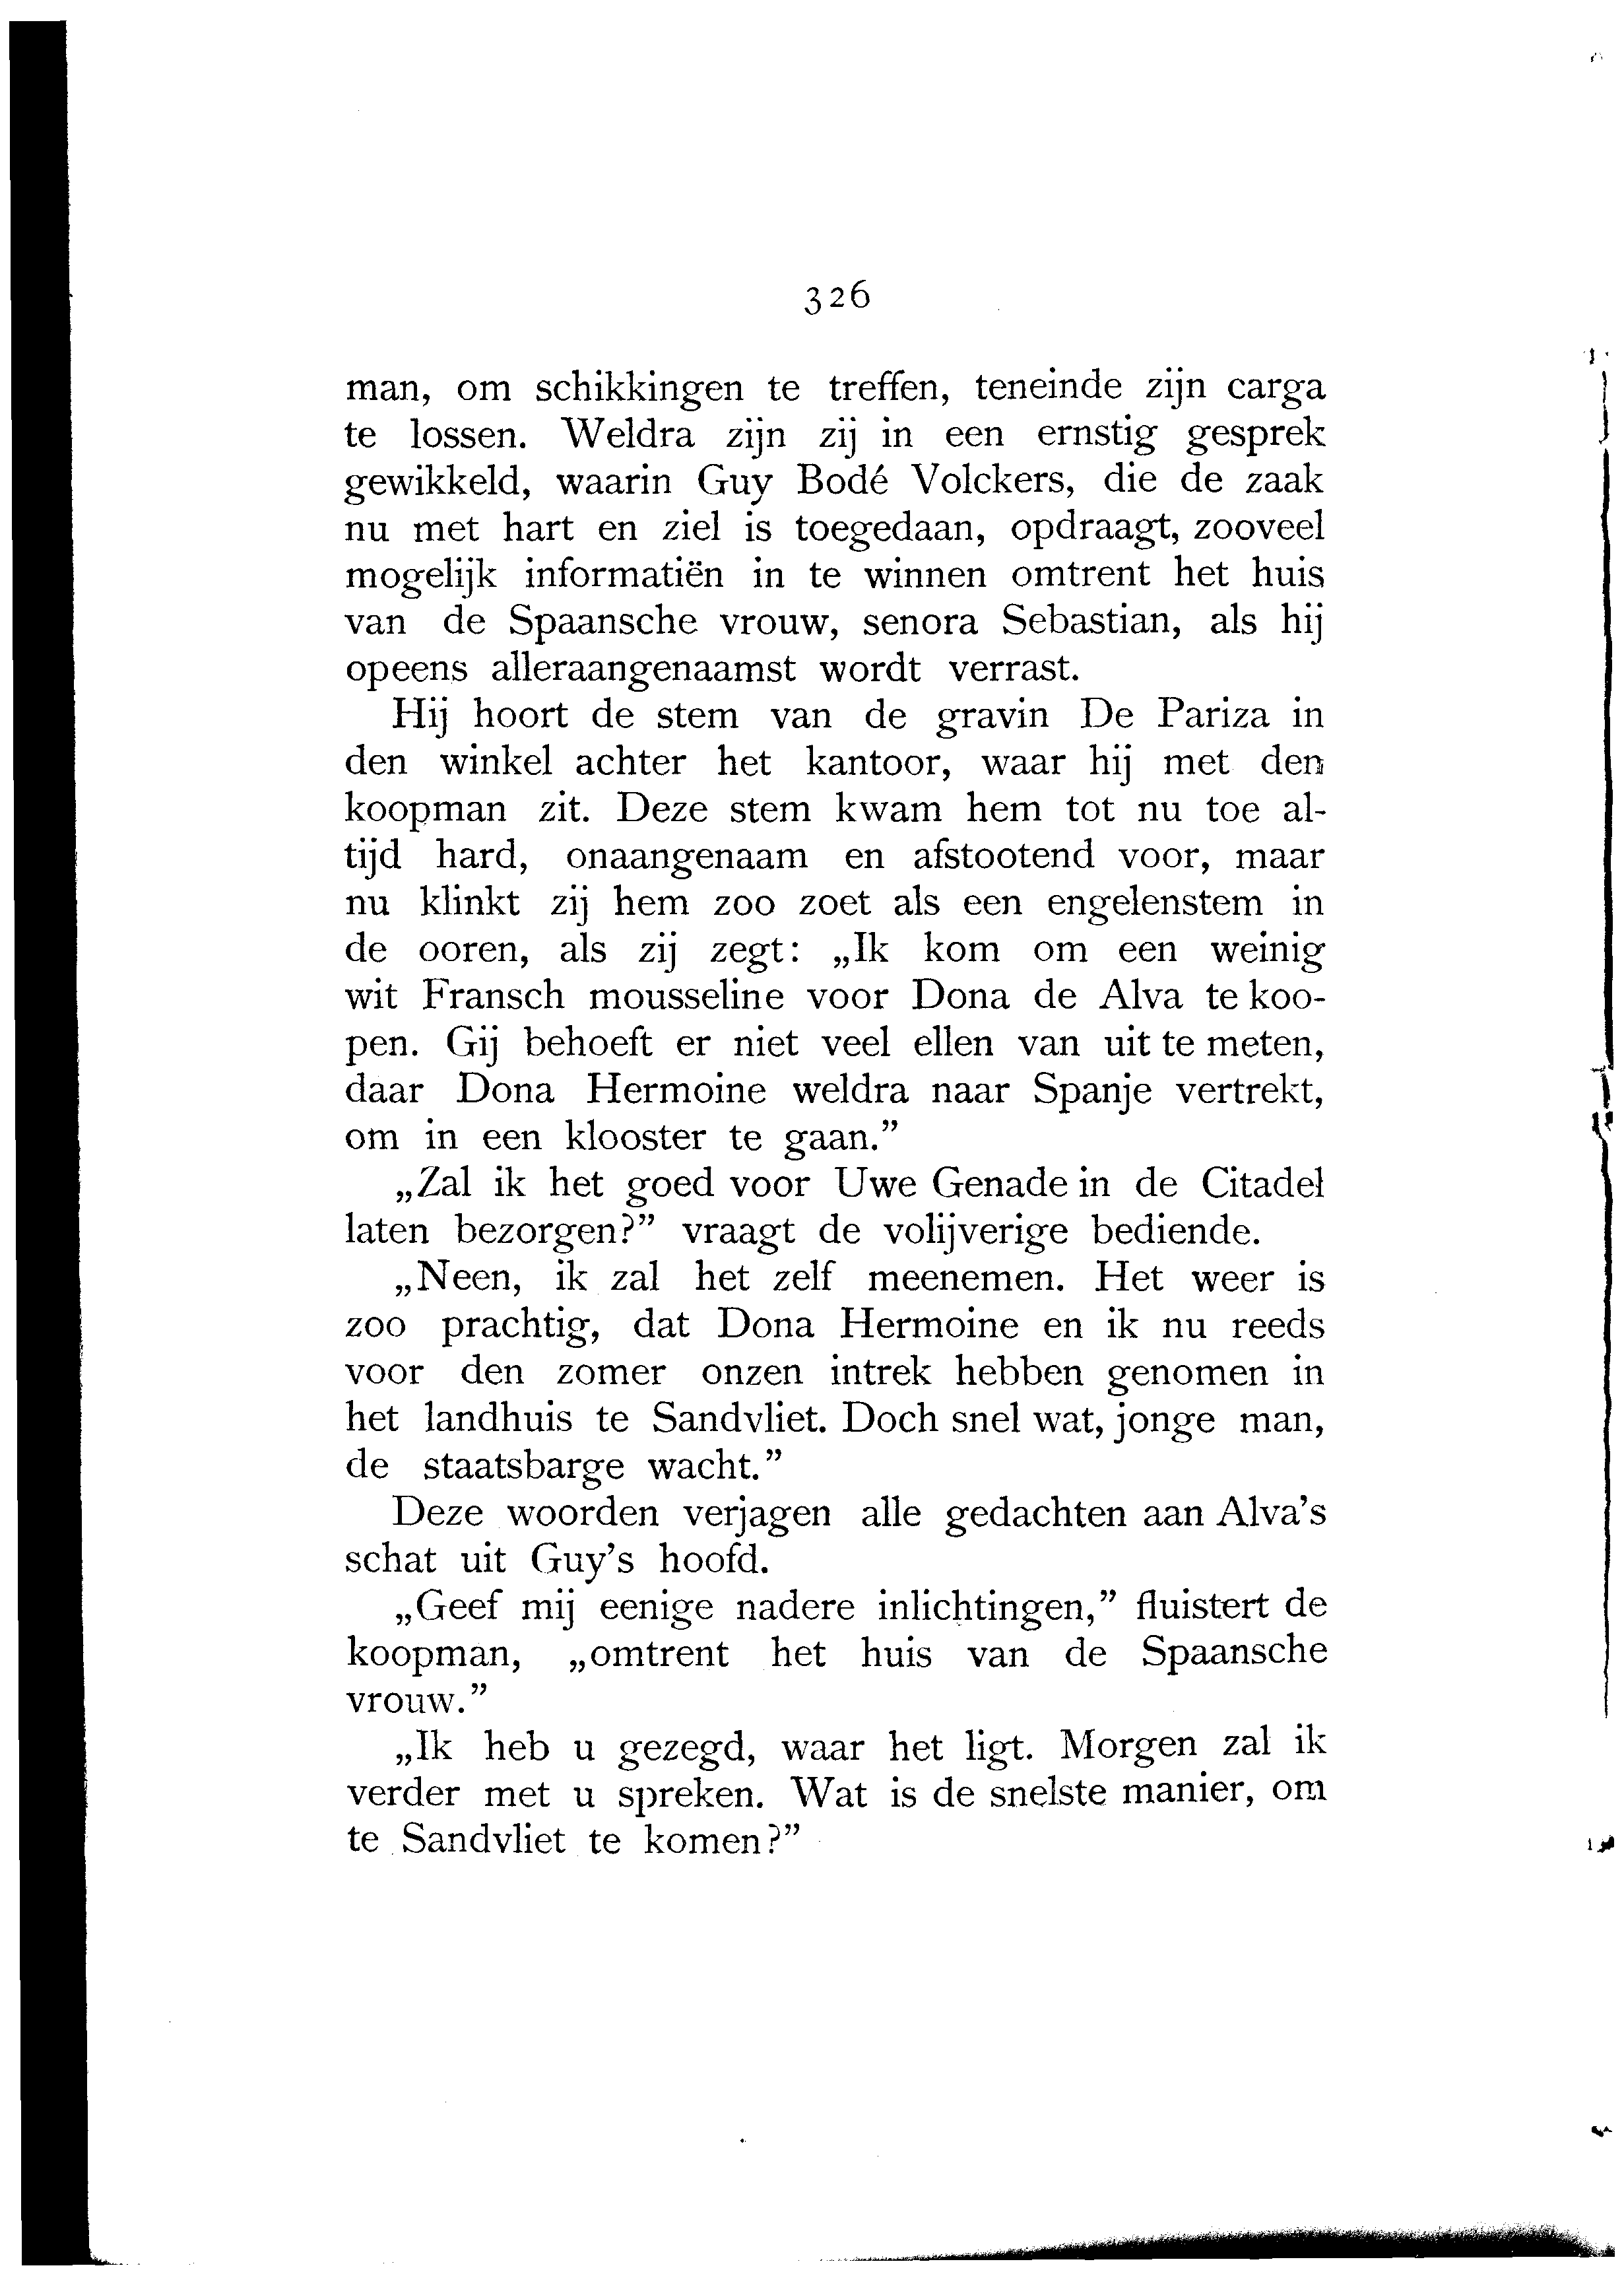 326
man, om schikkingen te treffen, teneinde zijn carga
te lossen. Weldra zijn zij in een ernstig gesprek
gewikkeld, waarin Guy Bodé Volckers, die de zaak
nu met hart en ziel is toegedaan, opdraagt, zooveel
mogelijk informatiën in te winnen omtrent het huis
van de Spaansche vrouw, senora Sebastian, als hij
opeens alleraangenaamst wordt verrast.
Hij hoort de stem van de gravin De Pariza in
den winkel achter het kantoor, waar hij met den
koopman zit. Deze stem kwam hem tot nu toe al-
tijd hard, onaangenaam en afstootend voor, maar
nu klinkt zij hem zoo zoet als een engelenstem in
de ooren, als zij zegt: „Ik kom om een weinig
wit Fransch mousseline voor Dona de Alva te koo-
pen. Gij behoeft er niet veel ellen van uit te meten,
daar Dona Hermoine weldra naar Spanje vertrekt,
om in een klooster te gaan.”
„Zal ik het goed voor Uwe Genade in de Citadel
laten bezorgen?” vraagt de volijverige bediende.
„Neen, ik zal het zelf meenemen. Het weer is
zoo prachtig, dat Dona Hermoine en ik nu reeds
voor den zomer onzen intrek hebben genomen in
het landhuis te Sandvliet. Doch snel wat, jonge man,
de staatsbarge wacht.”
Deze woorden verjagen alle gedachten aan Alva’s
schat uit Guy’s hoofd.
„Geef mij eenige nadere inlichtingen,” fluistert de
koopman, „omtrent het huis van de Spaansche
vrouw.”
„Ik heb u gezegd, waar het ligt. Morgen zal ik
verder met u spreken. Wat is de snelste manier, om
te Sandvliet te komen?”